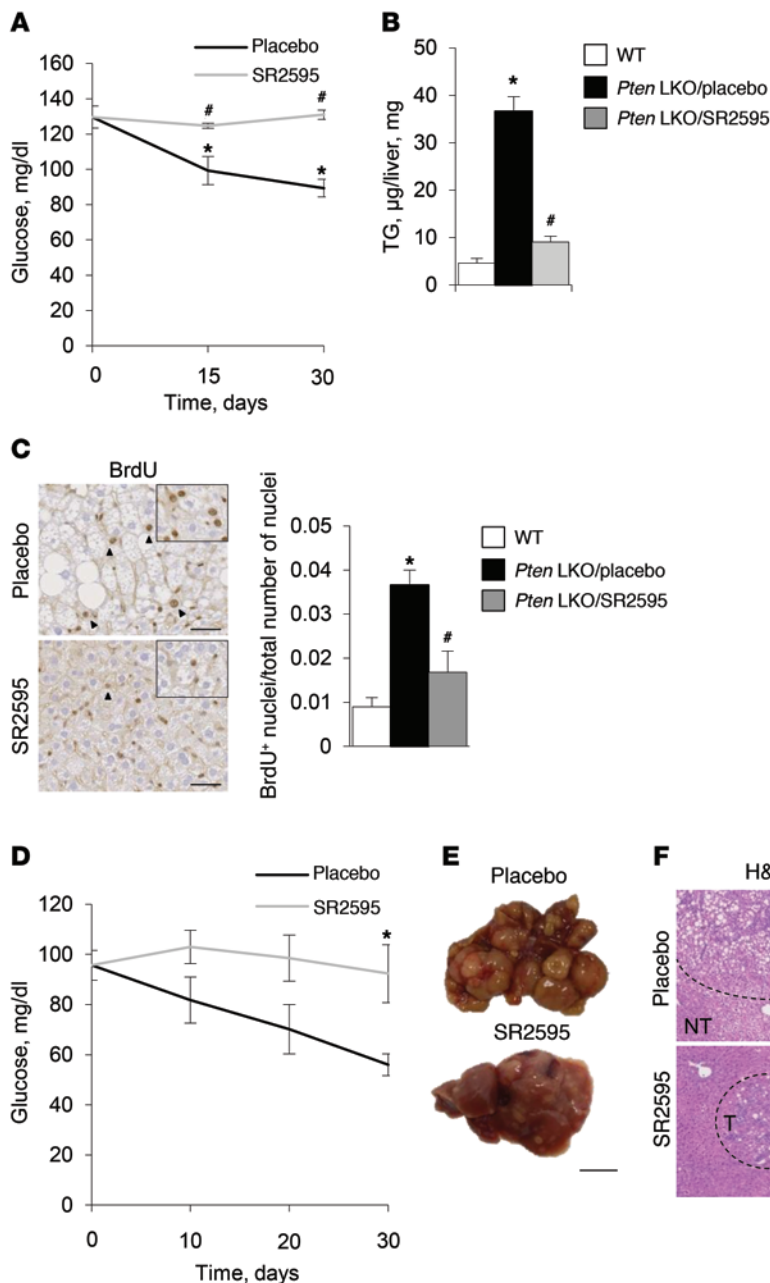 A
Placebo
SR2595
Glucose, mg/dl
160
140
120
100
80
60
40
20
0
#
#
*
*
0
15
30
Time, days
B
TG, µg/liver, mg
50
40
30
20
10
0
*
#
WT
Pten LKO/placebo
Pten LKO/SR2595
C
BrdU
Placebo
SR2595
BrdU⁺ nuclei/total number of nuclei
0.05
0.04
0.03
0.02
0.01
0
*
#
WT
Pten LKO/placebo
Pten LKO/SR2595
D
Placebo
SR2595
Glucose, mg/dl
120
100
80
60
40
20
0
*
0
10
20
30
Time, days
E
Placebo
SR2595
F
H&
Placebo
NT
SR2595
T